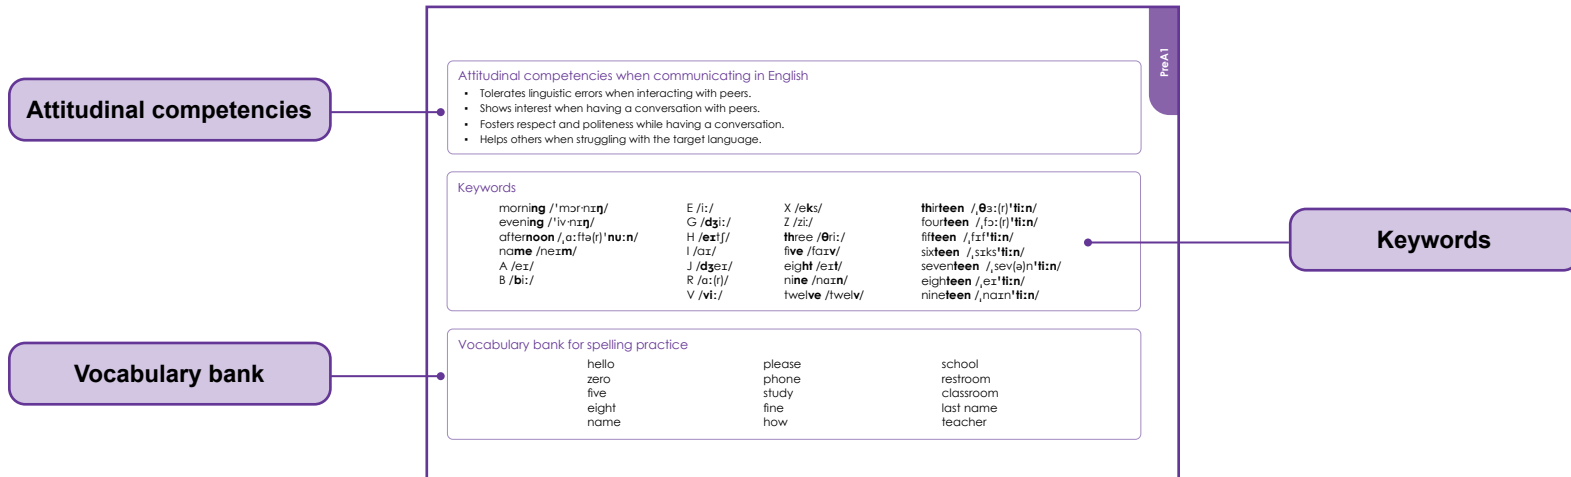 PreA1
Attitudinal competencies
Attitudinal competencies when communicating in English
▪ Tolerates linguistic errors when interacting with peers.
▪ Shows interest when having a conversation with peers.
▪ Fosters respect and politeness while having a conversation.
▪ Helps others when struggling with the target language.
Keywords
morning /ˈmɔr·nɪŋ/
evening /ˈiv·nɪŋ/
afternoon /ˌɑːftə(r)ˈnuːn/
name /neɪm/
A /eɪ/
B /biː/
E /iː/
G /dʒiː/
H /eɪtʃ/
I /aɪ/
J /dʒeɪ/
R /ɑː(r)/
V /viː/
X /eks/
Z /ziː/
three /θriː/
five /faɪv/
eight /eɪt/
nine /naɪn/
twelve /twelv/
thirteen /ˌθɜː(r)ˈtiːn/
fourteen /ˌfɔː(r)ˈtiːn/
fifteen /ˌfɪfˈtiːn/
sixteen /ˌsɪksˈtiːn/
seventeen /ˌsev(ə)nˈtiːn/
eighteen /ˌeɪˈtiːn/
nineteen /ˌnaɪnˈtiːn/
Keywords
Vocabulary bank
Vocabulary bank for spelling practice
hello
zero
five
eight
name
please
phone
study
fine
how
school
restroom
classroom
last name
teacher